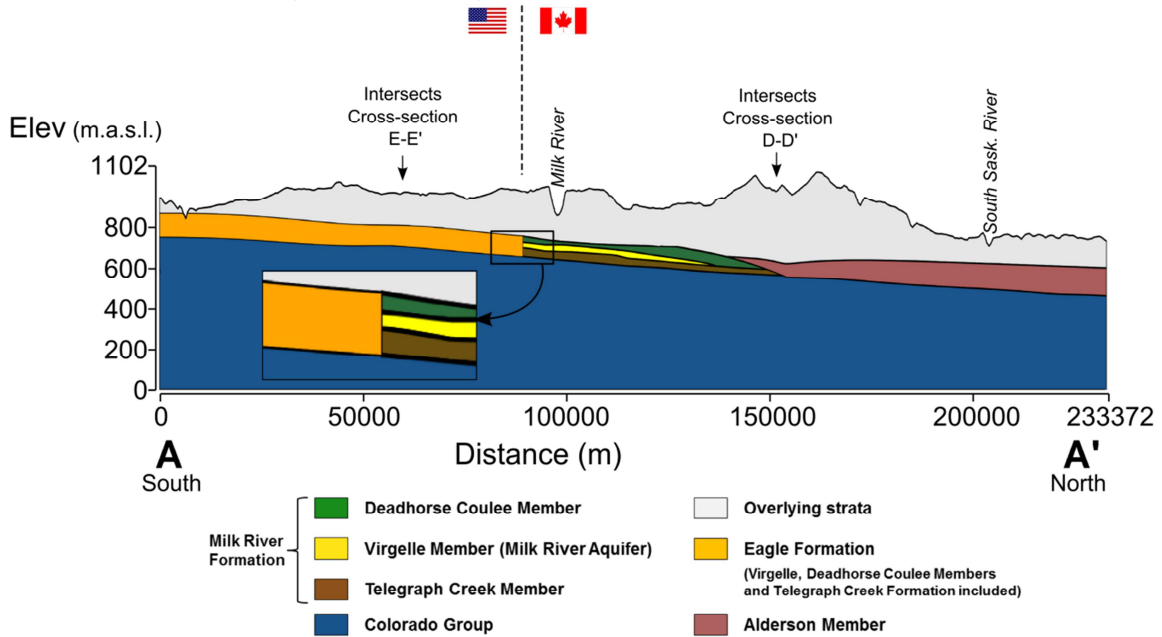 Intersects
Cross-section
E-E'
Milk River
Intersects
Cross-section
D-D'
South Sask. River
Elev (m.a.s.l.)
1102
800
600
400
200
0
0
50000
100000
150000
200000
233372
A
South
Distance (m)
A'
North
Milk River
Formation
Deadhorse Coulee Member
Virgelle Member (Milk River Aquifer)
Telegraph Creek Member
Colorado Group
Overlying strata
Eagle Formation
(Virgelle, Deadhorse Coulee Members
and Telegraph Creek Formation included)
Alderson Member